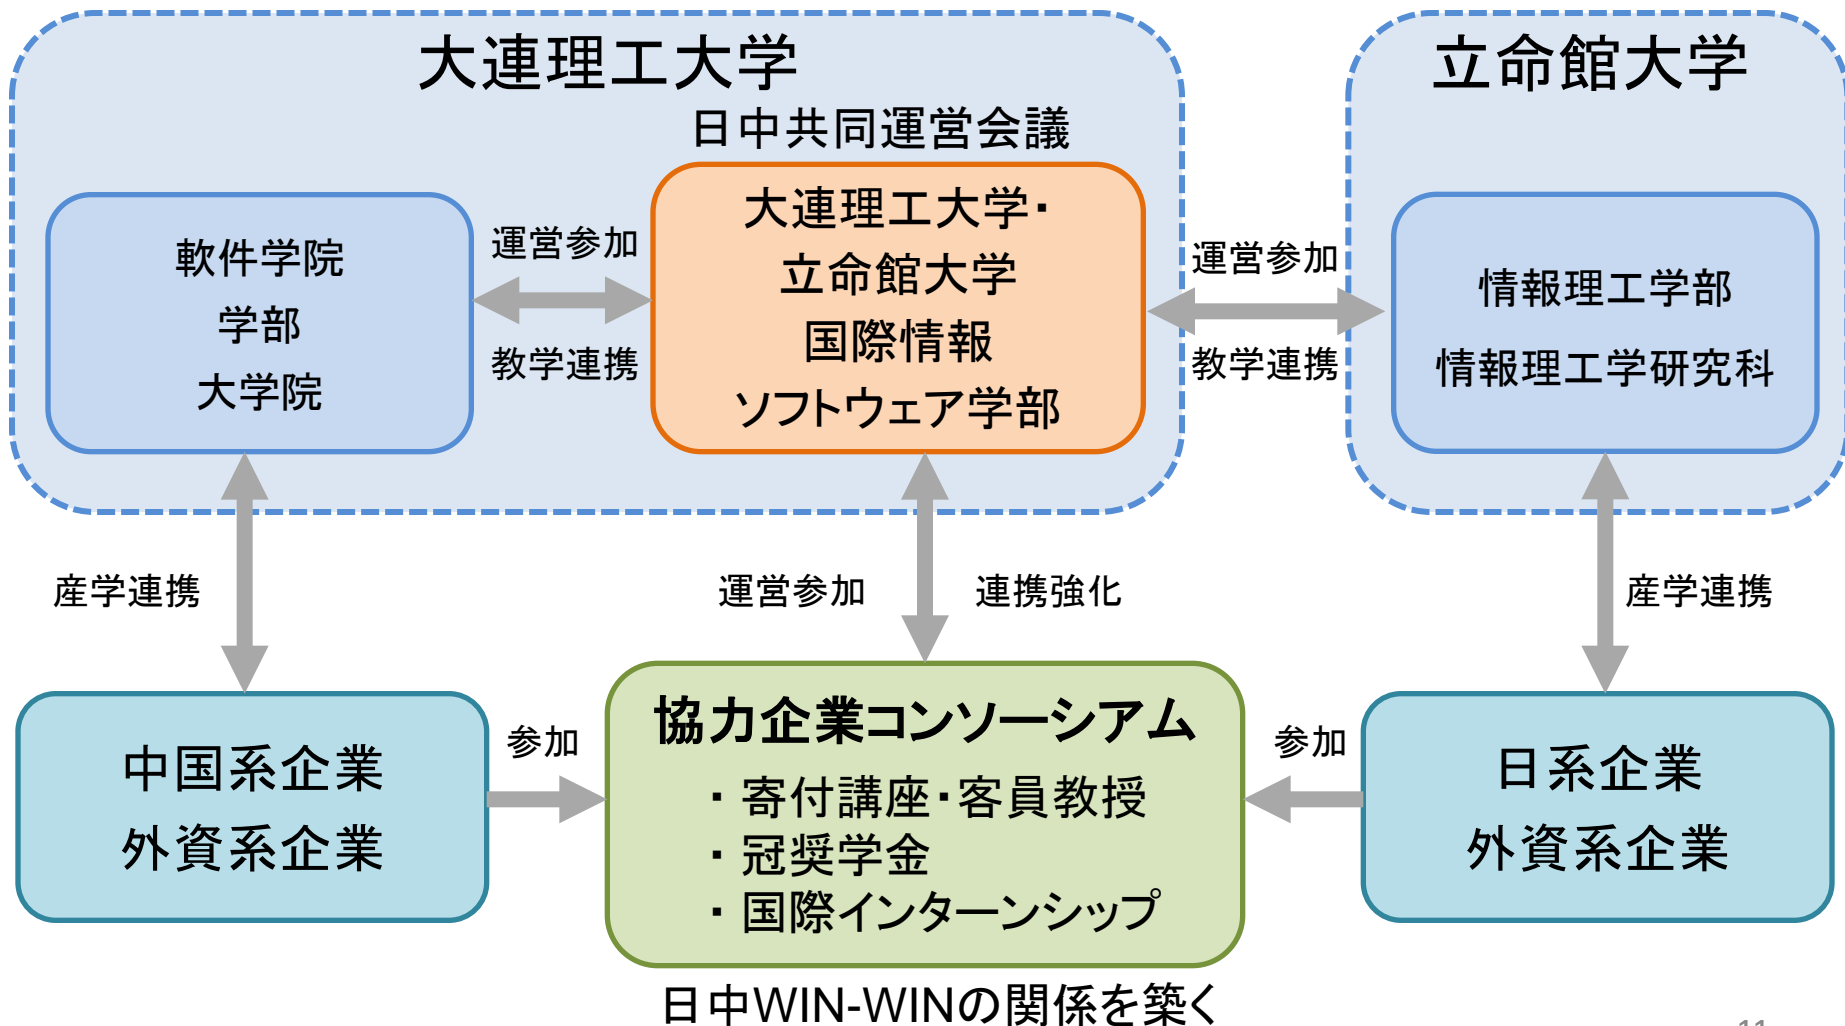 大連理工大学
立命館大学
日中共同運営会議
軟件学院
学部
大学院
運営参加
教学連携
大連理工大学・
立命館大学
国際情報
ソフトウェア学部
運営参加
教学連携
情報理工学部
情報理工学研究科
産学連携
運営参加
連携強化
産学連携
中国系企業
外資系企業
参加
協力企業コンソーシアム
・寄付講座・客員教授
・冠奨学金
・国際インターンシップ
参加
日系企業
外資系企業
日中WIN-WINの関係を築く
11